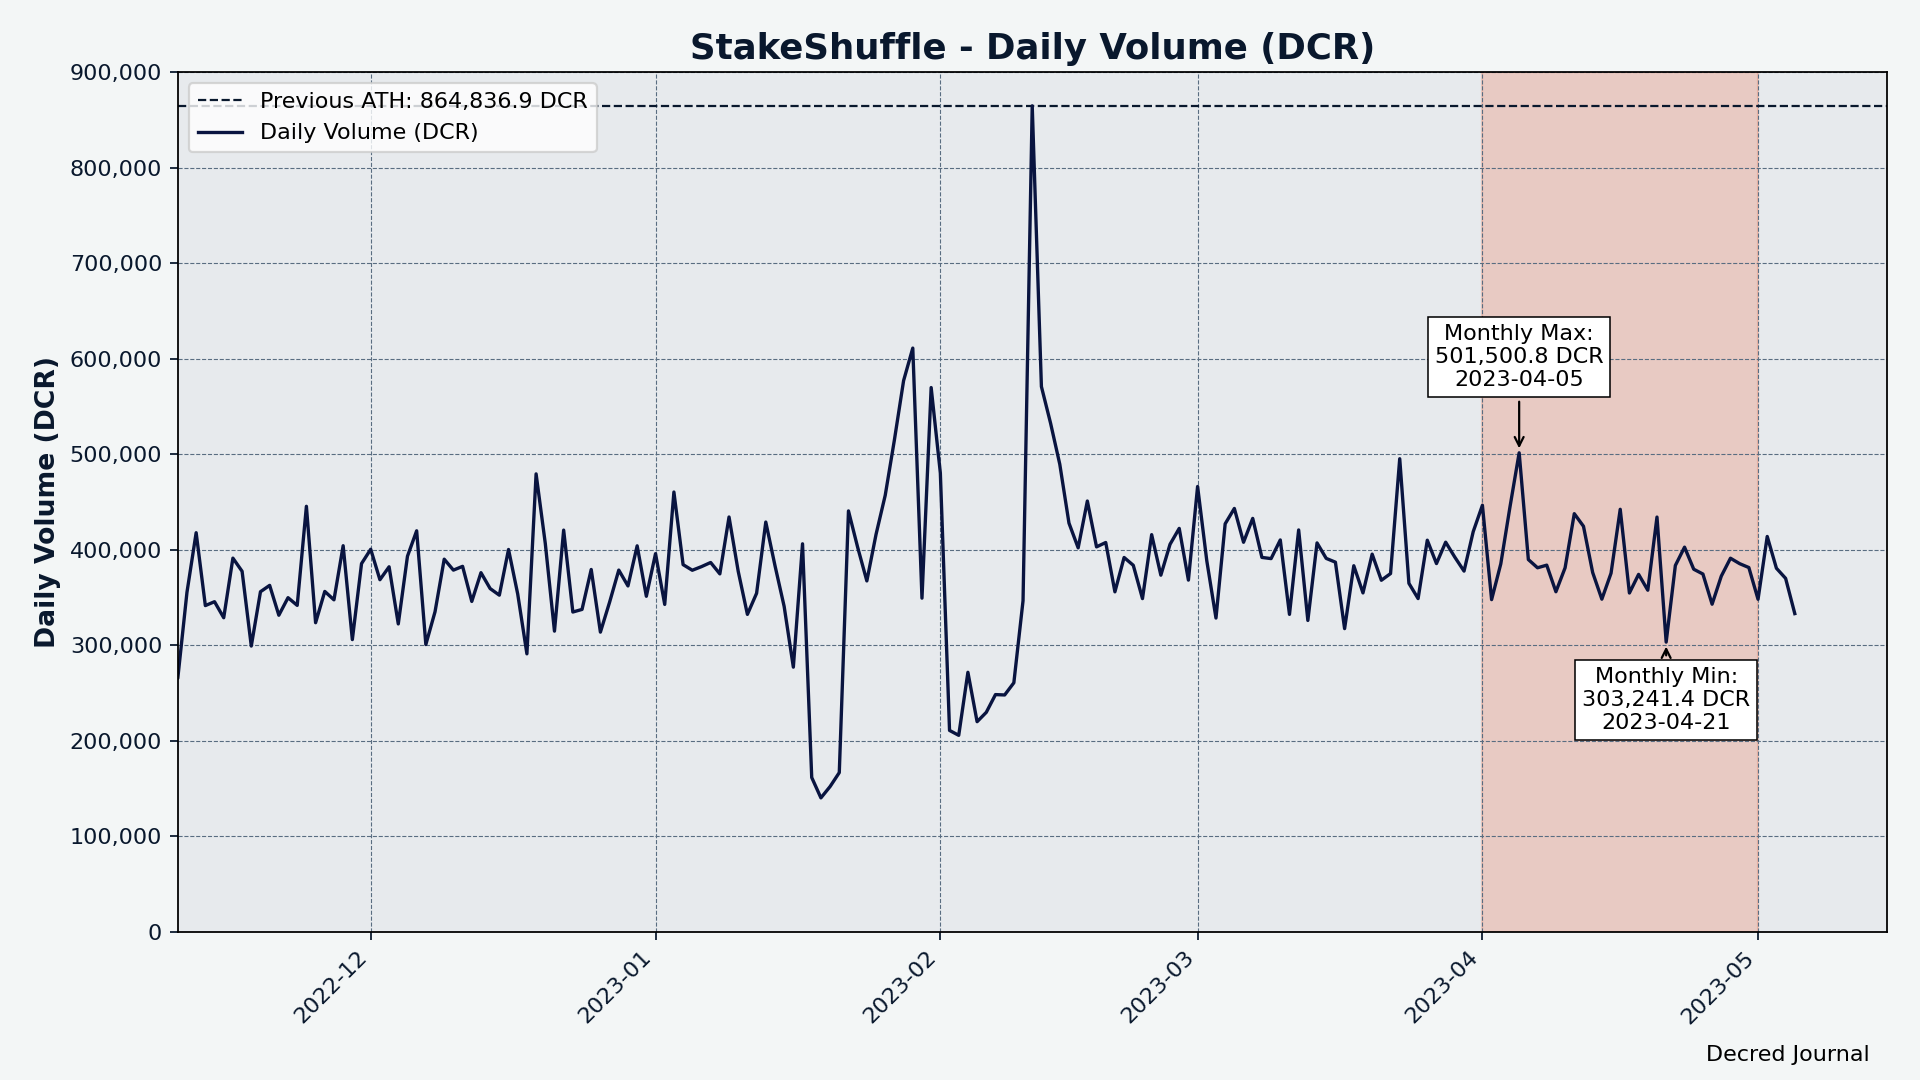 StakeShuffle - Daily Volume (DCR)
Previous ATH: 864,836.9 DCR
Daily Volume (DCR)
Daily Volume (DCR)
900,000
800,000
700,000
600,000
500,000
400,000
300,000
200,000
100,000
0
Monthly Max:
501,500.8 DCR
2023-04-05
Monthly Min:
303,241.4 DCR
2023-04-21
2022-12
2023-01
2023-02
2023-03
2023-04
2023-05
Decred Journal